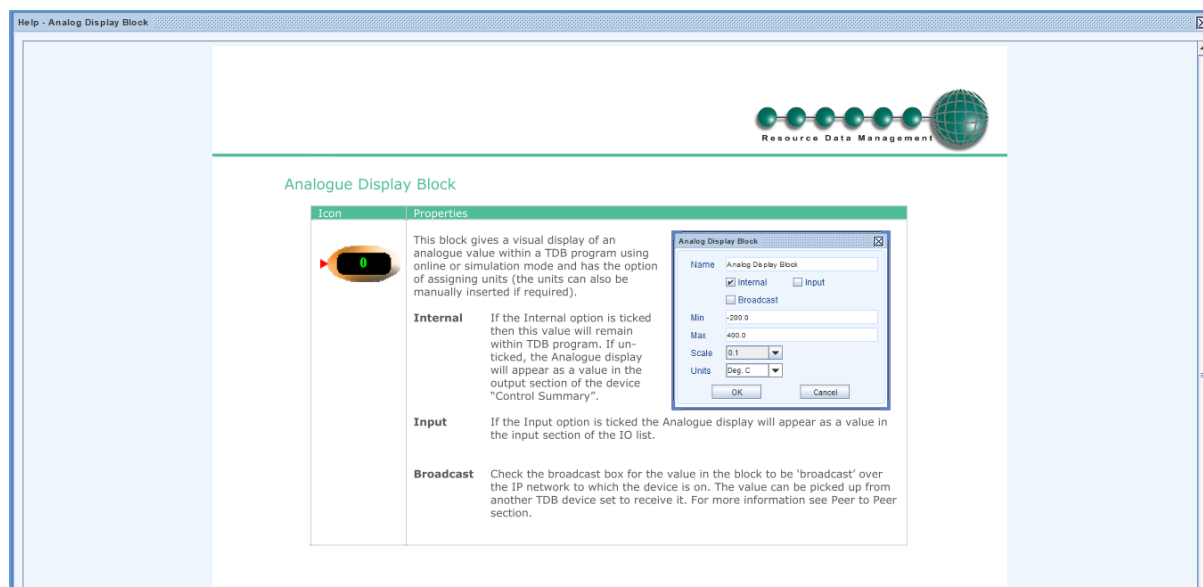 Help - Analog Display Block
Resource Data Management
Analogue Display Block
Icon
Properties
0
This block gives a visual display of an
analogue value within a TDB program using
online or simulation mode and has the option
of assigning units (the units can also be
manually inserted if required).
Internal
If the Internal option is ticked
then this value will remain
within TDB program. If un-
ticked, the Analogue display
will appear as a value in the
output section of the device
“Control Summary”.
Analog Display Block
Name Analog Display Block
Internal Input
Broadcast
Min -200.0
Max 400.0
Scale 0.1
Units Deg. C
OK Cancel
Input
If the Input option is ticked the Analogue display will appear as a value in
the input section of the IO list.
Broadcast
Check the broadcast box for the value in the block to be ‘broadcast’ over
the IP network to which the device is on. The value can be picked up from
another TDB device set to receive it. For more information see Peer to Peer
section.